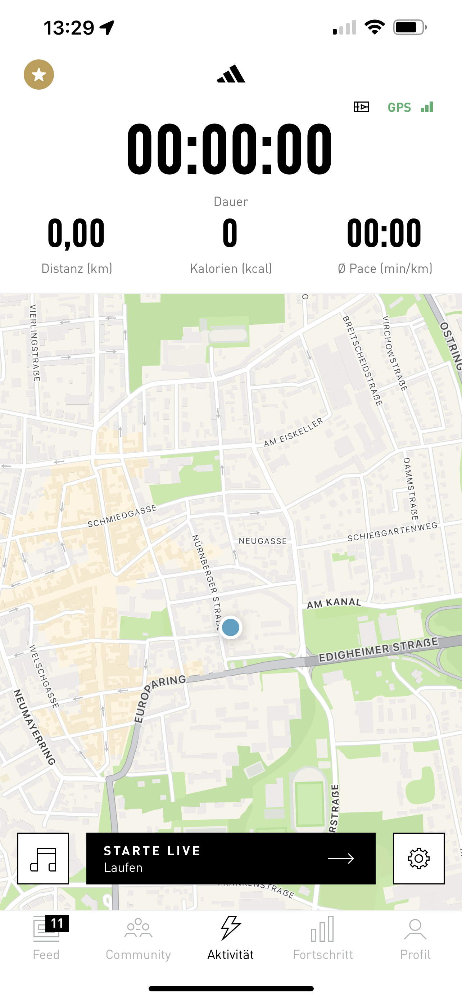 13:29
GPS
00:00:00
Dauer
0,00
0
00:00
Distanz (km)
Kalorien (kcal)
Ø Pace (min/km)
G
VIERLINGSTRAẞE
BREITSCHEIDSTRAẞE
VIRCHOWSTRAẞE
OSTRING
AM EISKELLER
DAMMSTRAẞE
SCHMIEDGASSE
SCHIEẞGARTENWEG
NEUGASSE
NÜRNBERGER STRAẞE
AM KANAL
EDIGHEIMER STRAẞE
WELSCHGASSE
EUROPARING
NEUMAYERRING
RSTRAẞE
STARTE LIVE
Laufen
FRANKENSTRAẞE
11
Feed
Community
Aktivität
Fortschritt
Profil